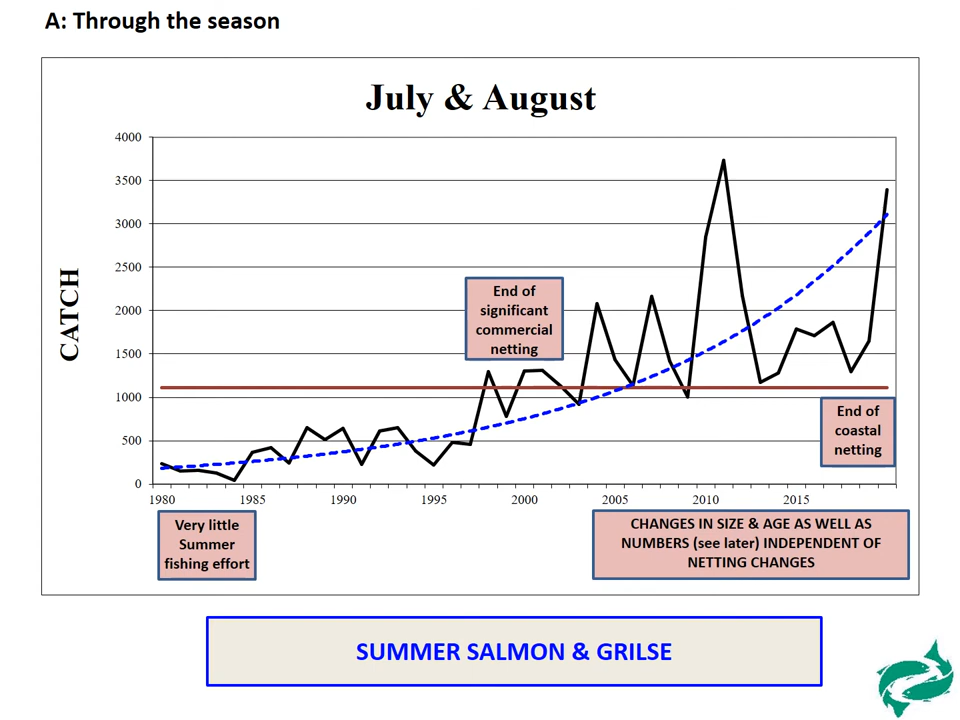 A: Through the season
July & August
CATCH
4000
3500
3000
2500
2000
1500
1000
500
0
1980
1985
1990
1995
2000
2005
2010
2015
End of
significant
commercial
netting
End of
coastal
netting
Very little
Summer
fishing effort
CHANGES IN SIZE & AGE AS WELL AS
NUMBERS (see later) INDEPENDENT OF
NETTING CHANGES
SUMMER SALMON & GRILSE